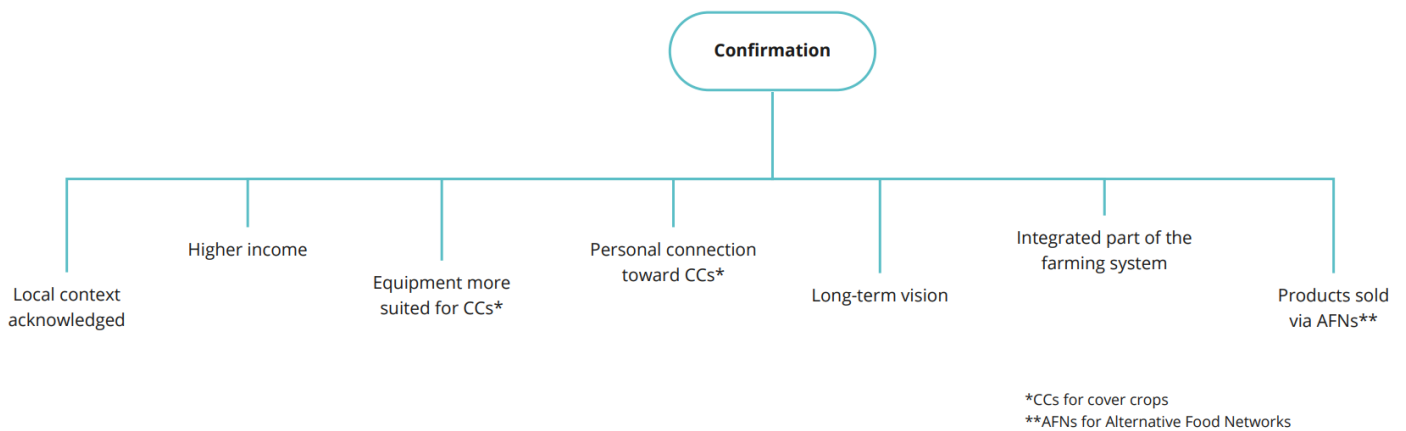 Confirmation
Local context
acknowledged
Higher income
Equipment more
suited for CCs*
Personal connection
toward CCs*
Long-term vision
Integrated part of the
farming system
Products sold
via AFNs**
*CCs for cover crops
**AFNs for Alternative Food Networks